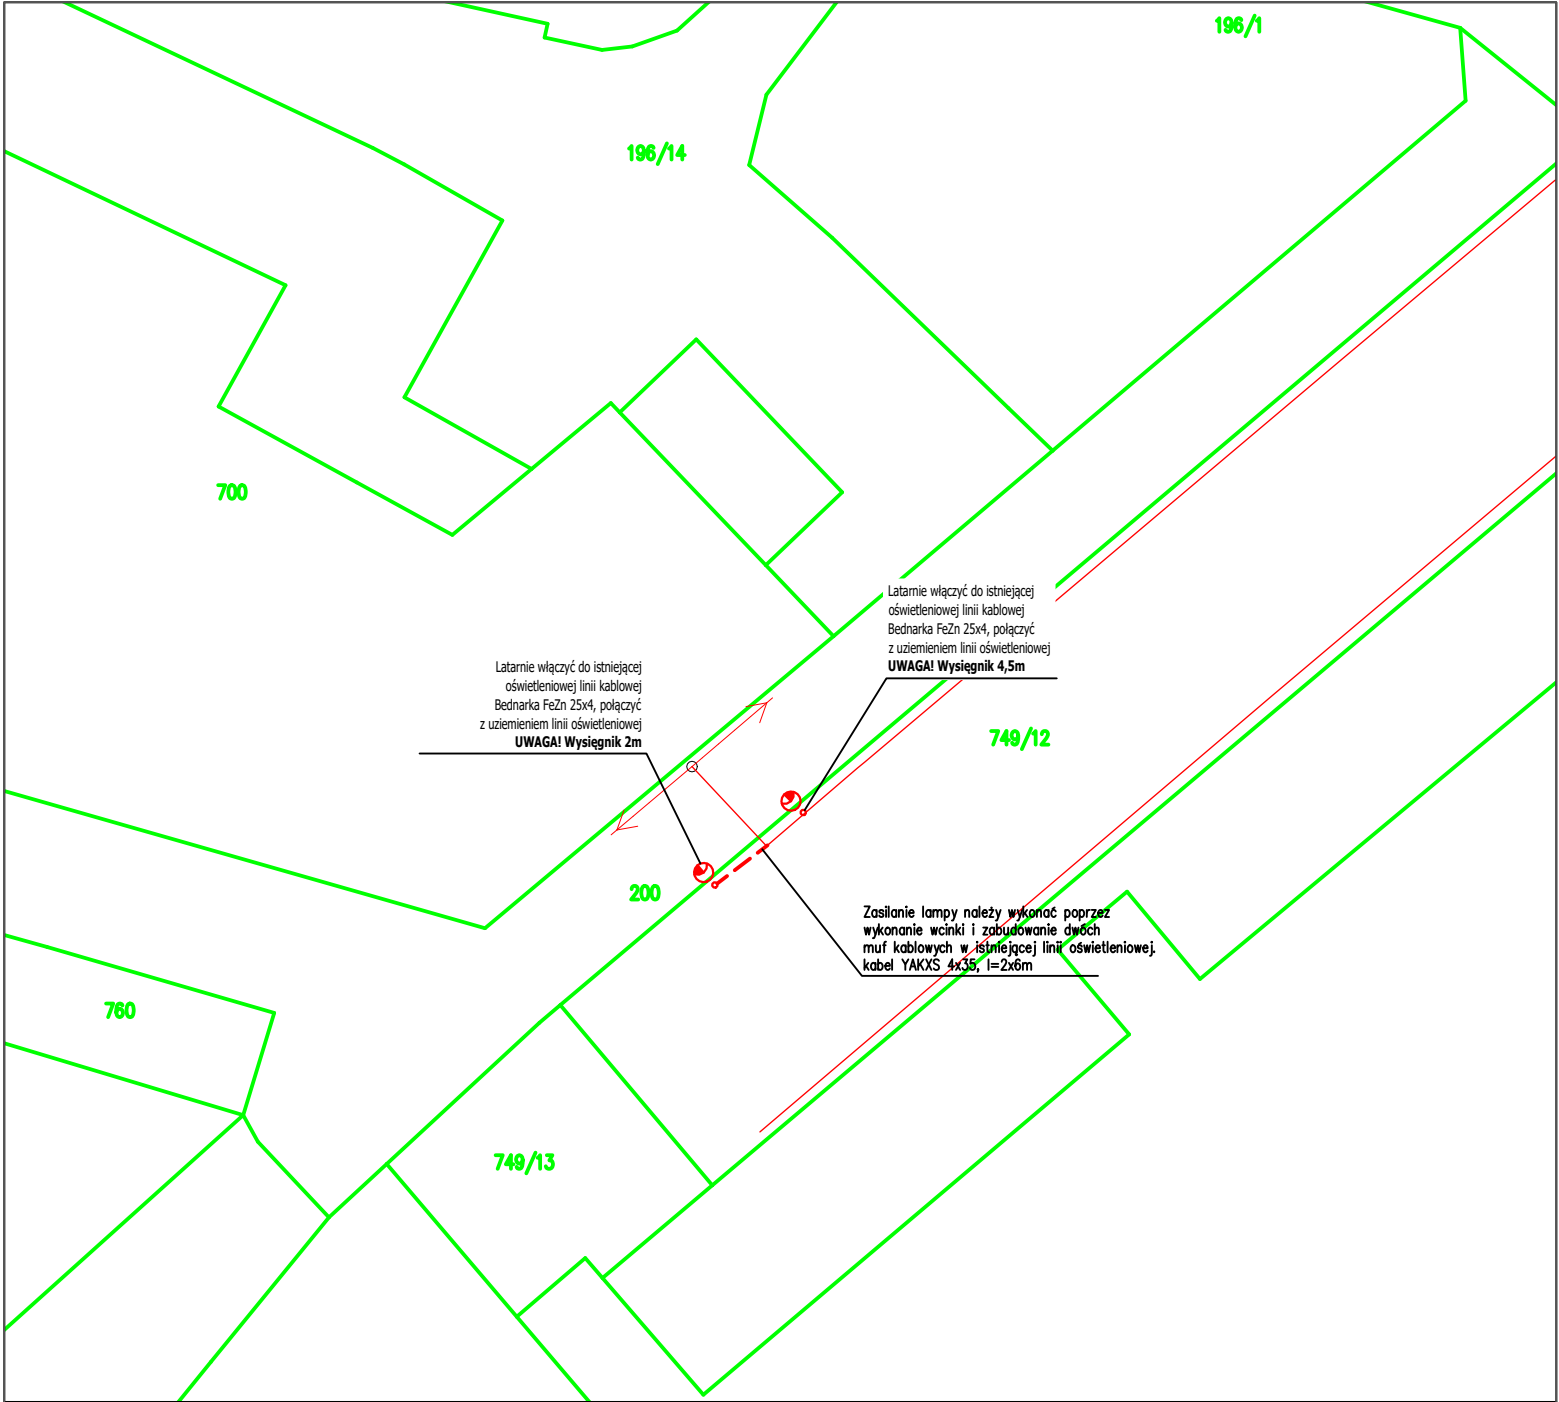 196/1
196/14
700
Latarnie włączyć do istniejącej
oświetleniowej linii kablowej
Bednarka FeZn 25x4, połączyć
z uziemieniem linii oświetleniowej
UWAGA! Wysięgnik 4,5m
Latarnie włączyć do istniejącej
oświetleniowej linii kablowej
Bednarka FeZn 25x4, połączyć
z uziemieniem linii oświetleniowej
UWAGA! Wysięgnik 2m
749/12
200
Zasilanie lampy należy wykonać poprzez
wykonanie wcinki i zabudowanie dwóch
muf kablowych w istniejącej linii oświetleniowej.
kabel YAKXS 4x35, l=2x6m
760
749/13